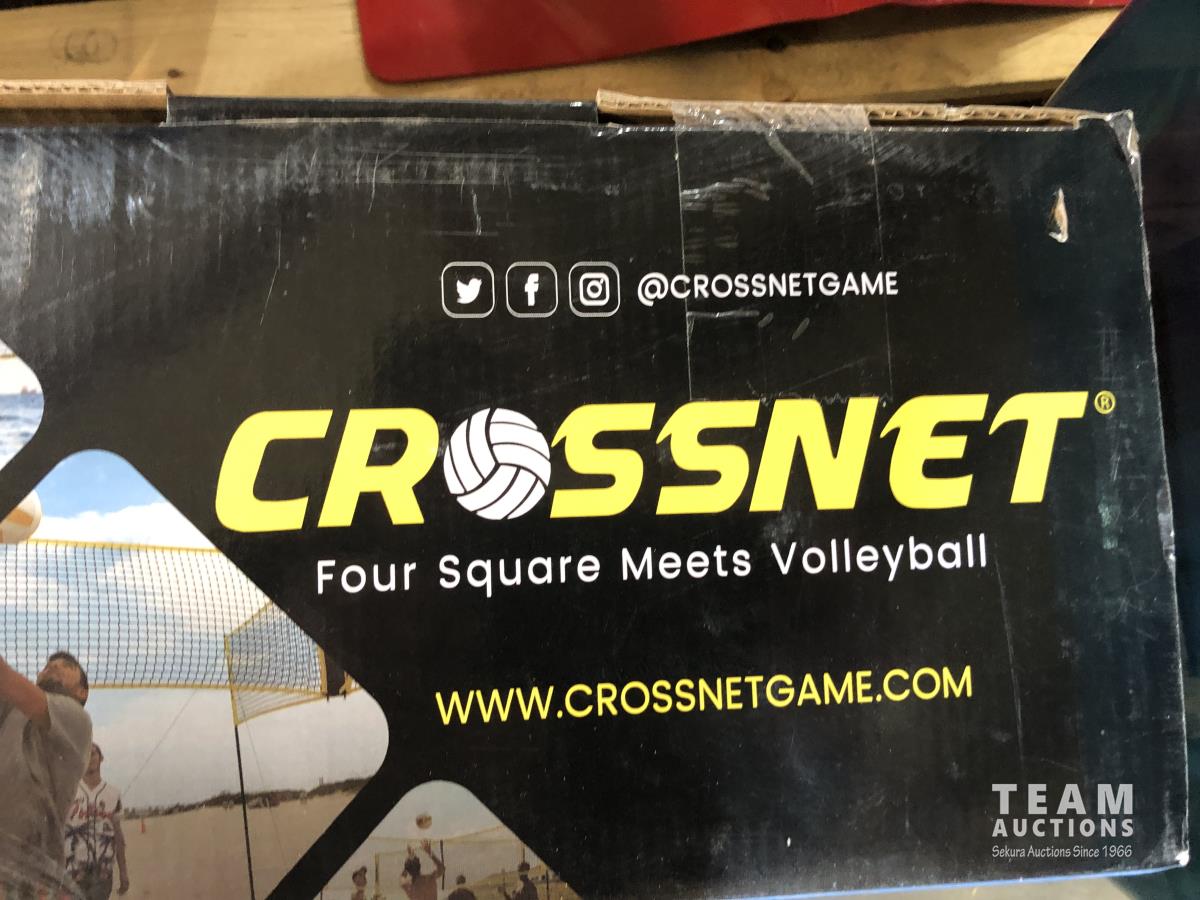 @CROSSNETGAME
CROSSNET®
Four Square Meets Volleyball
WWW.CROSSNETGAME.COM
TEAM
AUCTIONS
Sekura Auctions Since 1966